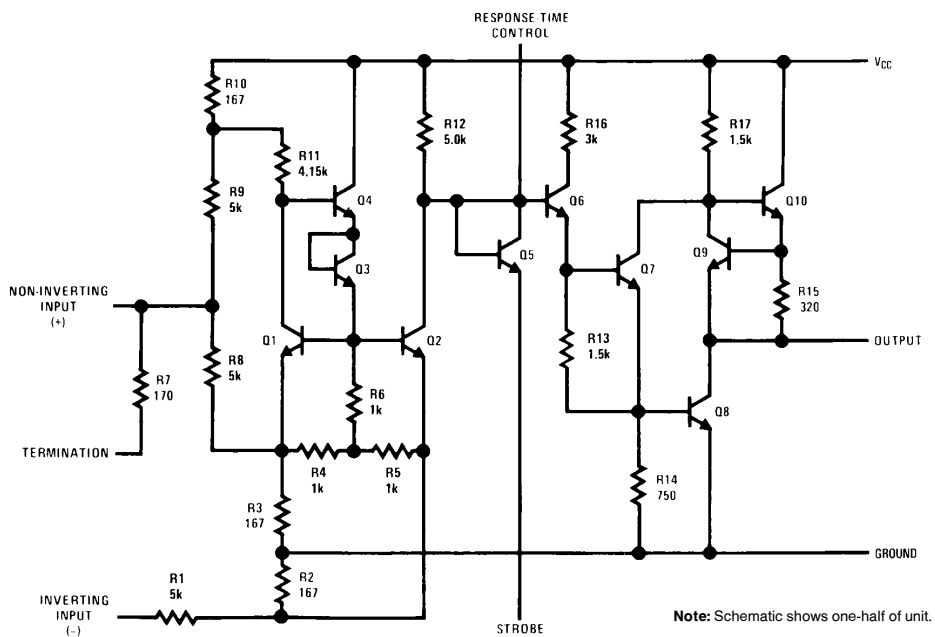 RESPONSE-TIME
CONTROL
VCC
R10
167
R11
4.15k
R12
5.0k
R16
3k
R17
1.5k
R9
5k
Q4
Q6
Q10
Q3
Q5
Q7
Q9
R15
320
NON-INVERTING
INPUT
(+)
Q1
Q2
OUTPUT
R8
5k
R13
1.5k
R7
170
R6
1k
Q8
TERMINATION
R4
1k
R5
1k
R14
750
R3
167
GROUND
R2
167
R1
5k
INVERTING
INPUT
(–)
STROBE
Note: Schematic shows one-half of unit.